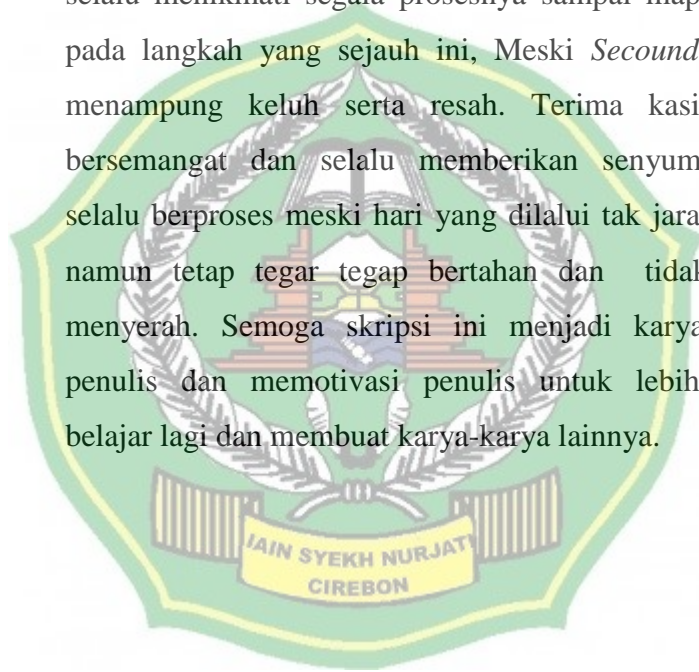 selalu menikmati segala prosesnya sampai
pada langkah yang sejauh ini, Meski Secound
menampung keluh serta resah. Terima
bersemangat dan selalu memberikan senyum
selalu berproses meski hari yang dilalui tak
namun tetap tegar tegap bertahan dan tidak
menyerah. Semoga skripsi ini menjadi karya
penulis dan memotivasi penulis untuk lebih
belajar lagi dan membuat karya-karya lainnya.
IAIN SYEKH NURJATI
CIREBON